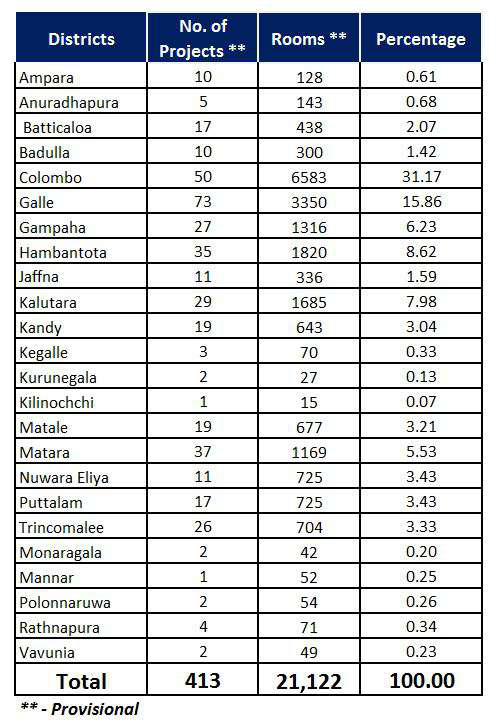 Districts No. of Projects ** Rooms ** Percentage
Ampara 10 128 0.61
Anuradhapura 5 143 0.68
Batticaloa 17 438 2.07
Badulla 10 300 1.42
Colombo 50 6583 31.17
Galle 73 3350 15.86
Gampaha 27 1316 6.23
Hambantota 35 1820 8.62
Jaffna 11 336 1.59
Kalutara 29 1685 7.98
Kandy 19 643 3.04
Kegalle 3 70 0.33
Kurunegala 2 27 0.13
Kilinochchi 1 15 0.07
Matale 19 677 3.21
Matara 37 1169 5.53
Nuwara Eliya 11 725 3.43
Puttalam 17 725 3.43
Trincomalee 26 704 3.33
Monaragala 2 42 0.20
Mannar 1 52 0.25
Polonnaruwa 2 54 0.26
Rathnapura 4 71 0.34
Vavunia 2 49 0.23
Total 413 21,122 100.00
** - Provisional